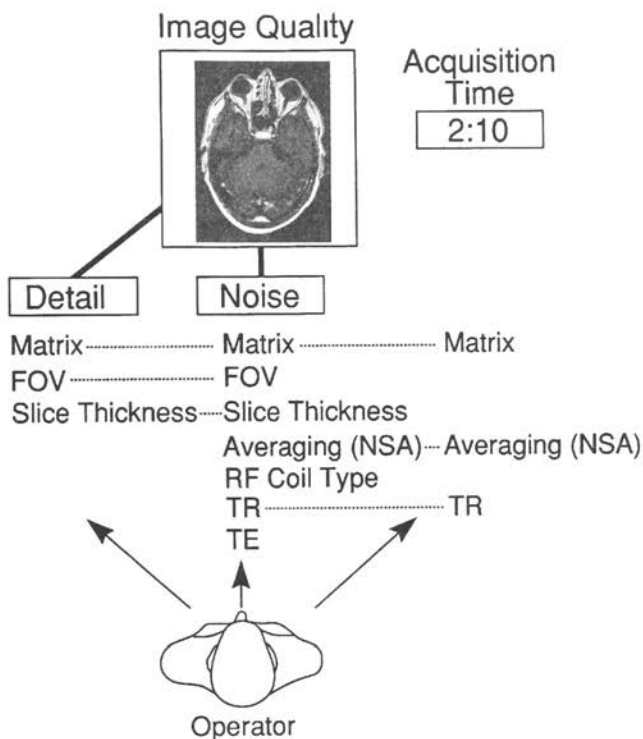 Image Quality
Acquisition
Time
2:10
Detail
Noise
Matrix Matrix Matrix
FOV FOV
Slice Thickness Slice Thickness
Averaging (NSA) Averaging (NSA)
RF Coil Type
TR TR
TE
Operator